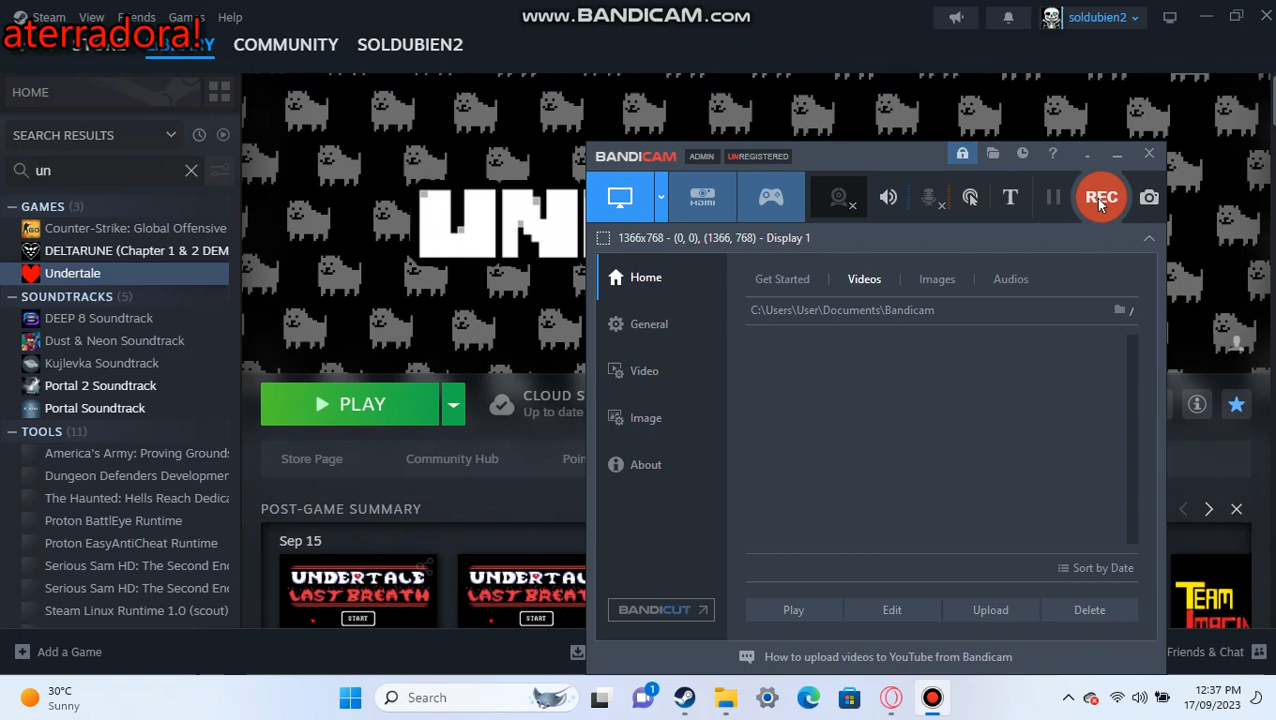 www.BANDICAM.com
Steam View Friends Games Help
soldubien2
aterradora!
COMMUNITY SOLDUBIEN2
HOME
SEARCH RESULTS
un
GAMES (3)
Counter-Strike: Global Offensive
DELTARUNE (Chapter 1 & 2 DEM
Undertale
SOUNDTRACKS (5)
DEEP 8 Soundtrack
Dust & Neon Soundtrack
Kujlevka Soundtrack
Portal 2 Soundtrack
Portal Soundtrack
TOOLS (11)
America's Army: Proving Grounds
Dungeon Defenders Developmen
The Haunted: Hells Reach Dedica
Proton BattlEye Runtime
Proton EasyAntiCheat Runtime
Serious Sam HD: The Second Enc
Serious Sam HD: The Second Enc
Steam Linux Runtime 1.0 (scout)
Add a Game
UN
PLAY
CLOUD S
Up to date
Store Page Community Hub Poin
POST-GAME SUMMARY
Sep 15
UNDERTALE
LAST BREATH
START
UNDERTALE
LAST BREATH
START
TEAM
IMAGIN
Friends & Chat
BANDICAM ADMIN UNREGISTERED
HDMI
T
REC
1366x768 - (0, 0), (1366, 768) - Display 1
Home
General
Video
Image
About
BANDICUT
Get Started Videos Images Audios
C:\Users\User\Documents\Bandicam
/
Sort by Date
Play Edit Upload Delete
How to upload videos to YouTube from Bandicam
30°C
Sunny
Search
1
12:37 PM
17/09/2023